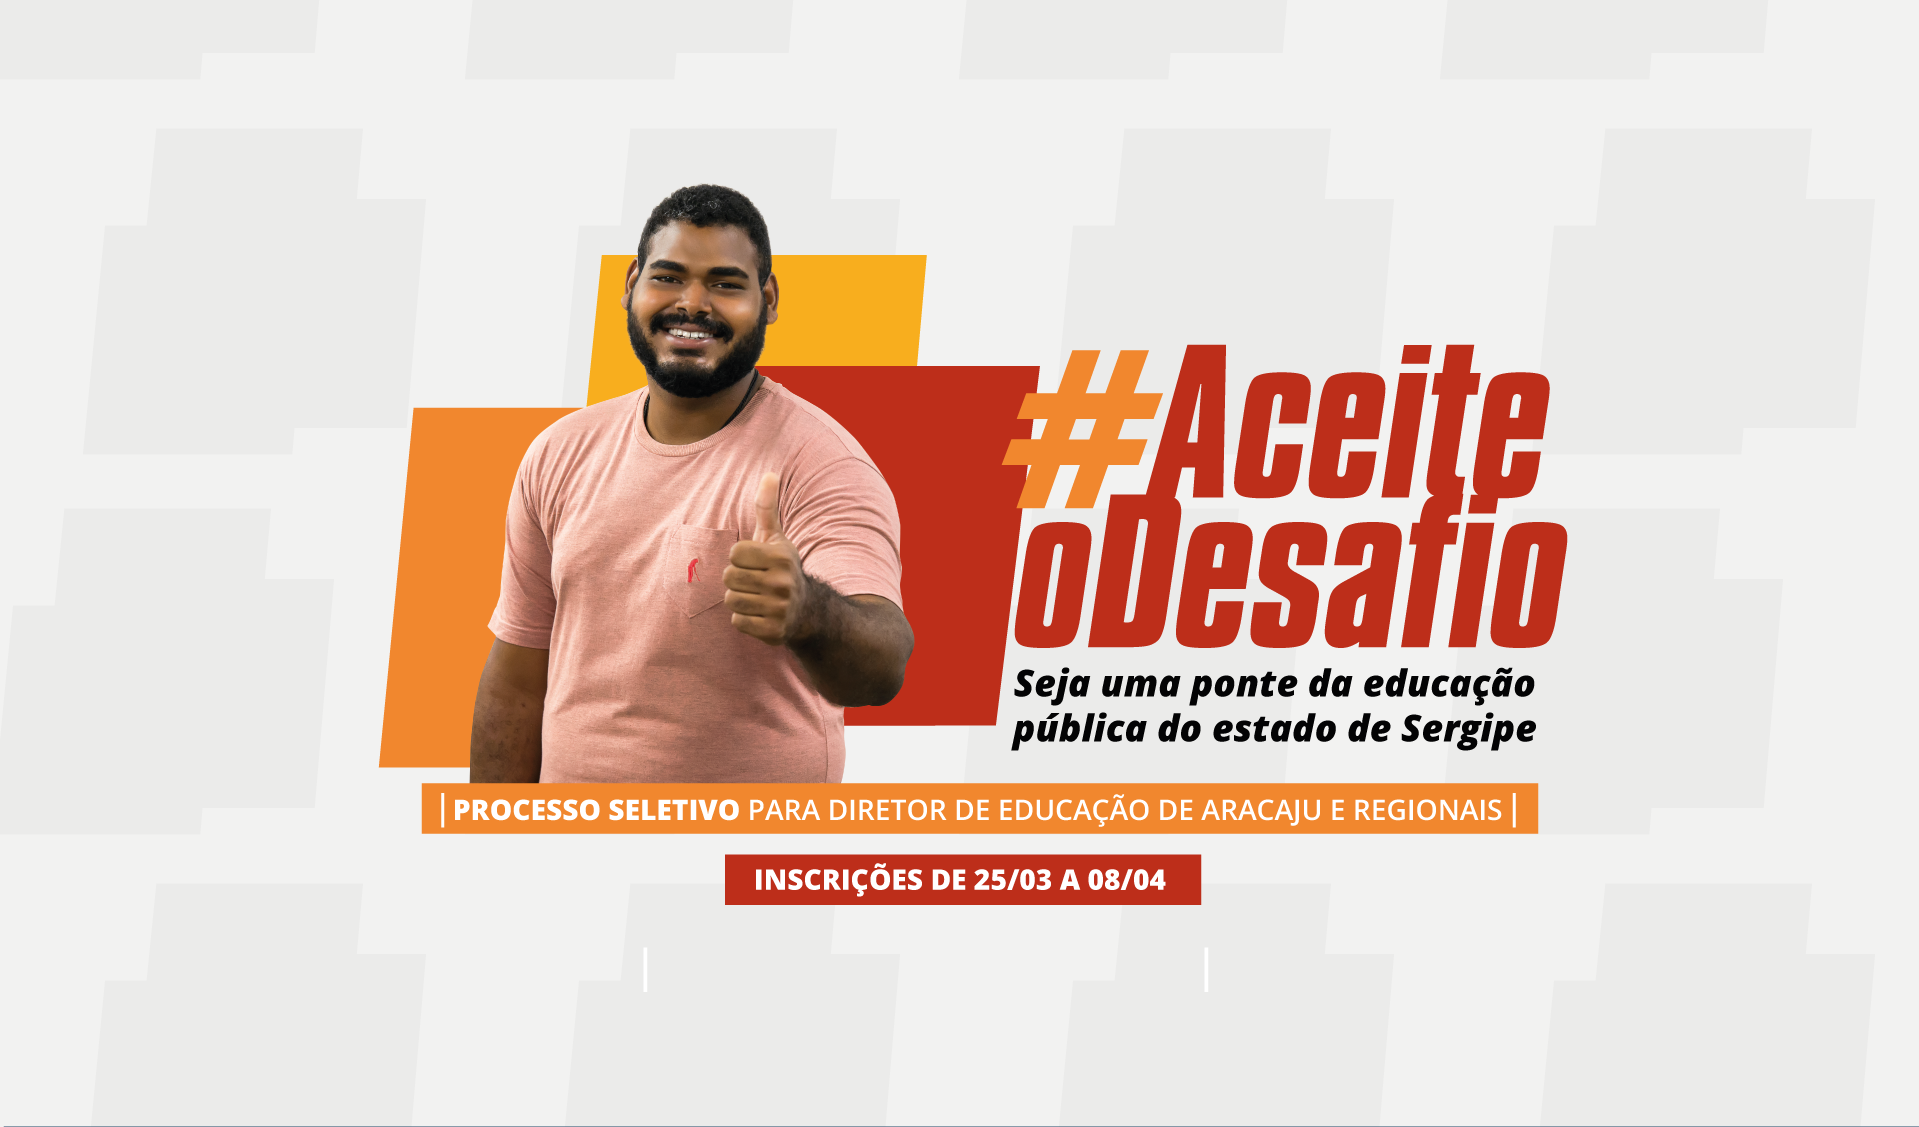 #Aceite
oDesafio
Seja uma ponte da educação
pública do estado de Sergipe
|PROCESSO SELETIVO PARA DIRETOR DE EDUCAÇÃO DE ARACAJU E REGIONAIS|
INSCRIÇÕES DE 25/03 A 08/04